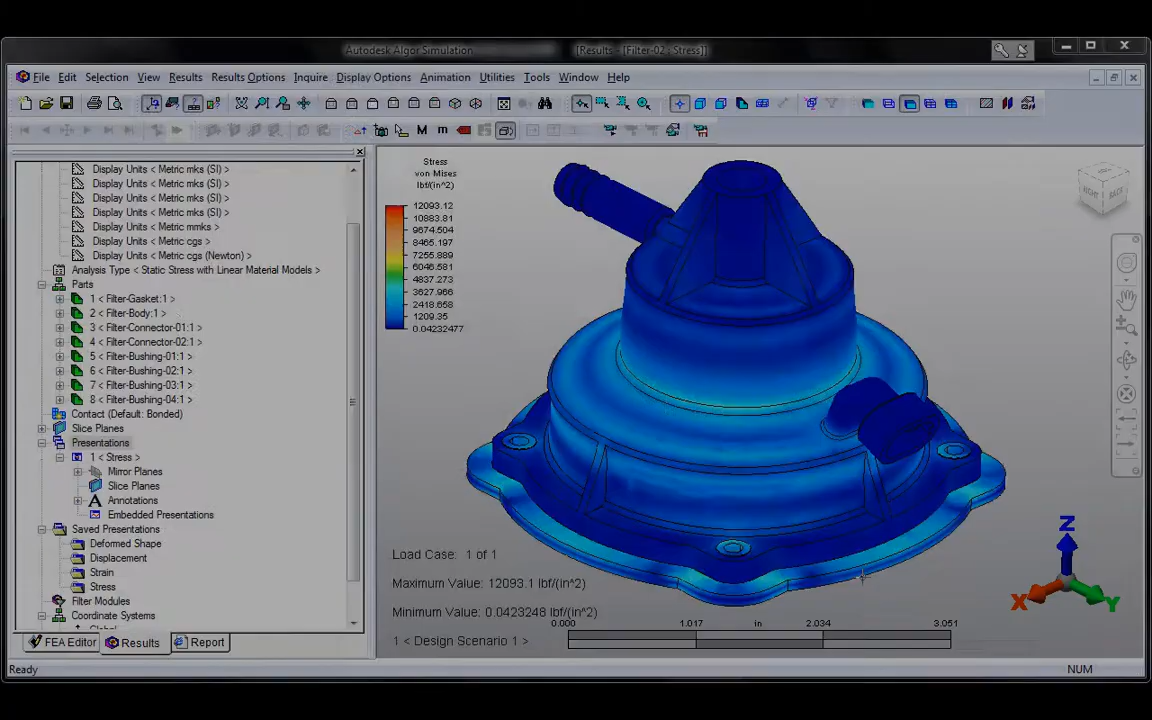 Autodesk Algor Simulation [Results - [Filter-02 : Stress]]
File Edit Selection View Results Results Options Inquire Display Options Animation Utilities Tools Window Help
M m
Display Units < Metric mks (SI) >
Display Units < Metric mks (SI) >
Display Units < Metric mks (SI) >
Display Units < Metric mks (SI) >
Display Units < Metric mmks >
Display Units < Metric cgs >
Display Units < Metric cgs (Newton) >
Analysis Type < Static Stress with Linear Material Models >
Parts
1 < Filter-Gasket:1 >
2 < Filter-Body:1 >
3 < Filter-Connector-01:1 >
4 < Filter-Connector-02:1 >
5 < Filter-Bushing-01:1 >
6 < Filter-Bushing-02:1 >
7 < Filter-Bushing-03:1 >
8 < Filter-Bushing-04:1 >
Contact (Default: Bonded)
Slice Planes
Presentations
1 < Stress >
Mirror Planes
Slice Planes
A Annotations
Embedded Presentations
Saved Presentations
Deformed Shape
Displacement
Strain
Stress
Filter Modules
Coordinate Systems
FEA Editor Results Report
Ready
Stress
von Mises
lbf/(in^2)
12093.12
10883.81
9674.504
8465.197
7255.889
6046.581
4837.273
3627.966
2418.658
1209.35
0.04232477
RIGHT BACK
Load Case: 1 of 1
Maximum Value: 12093.1 lbf/(in^2)
Minimum Value: 0.0423248 lbf/(in^2)
1 < Design Scenario 1 >
0.000 1.017 in 2.034 3.051
Z
X Y
NUM